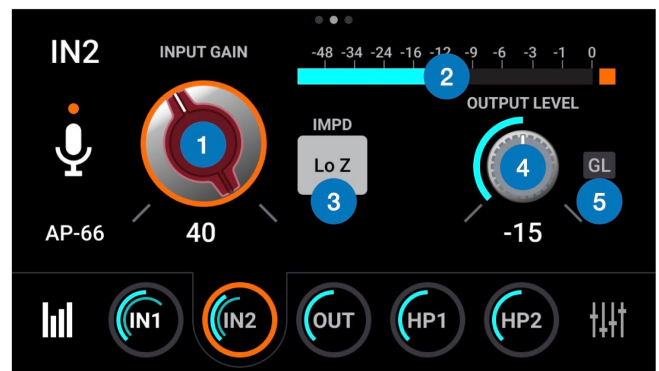 IN2
INPUT GAIN
-48 -34 -24 -16 -12 -9 -6 -3 -1 0
2
OUTPUT LEVEL
IMPD
1
Lo Z
4
GL
3
5
AP-66
40
-15
IN1
IN2
OUT
HP1
HP2